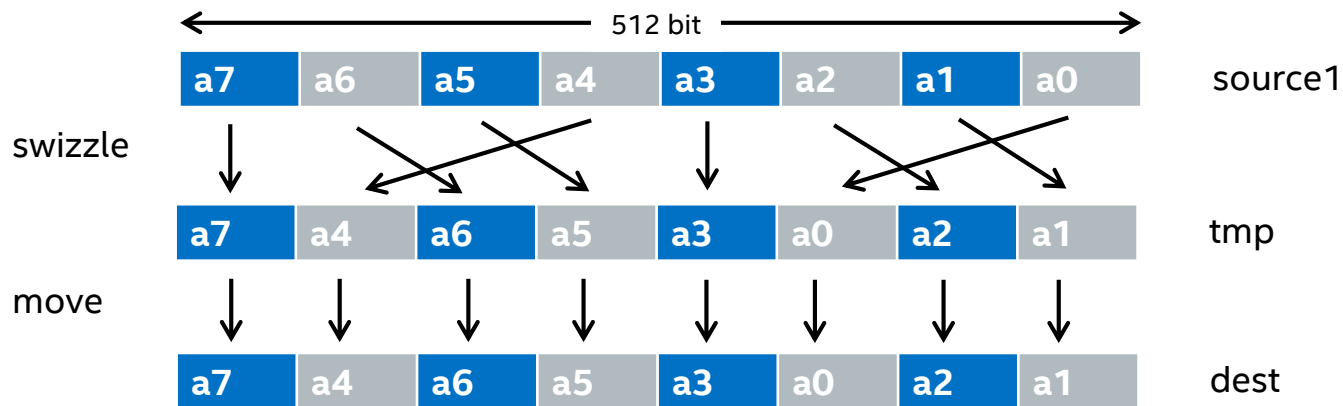 512 bit
a7 a6 a5 a4 a3 a2 a1 a0 source1
swizzle
a7 a4 a6 a5 a3 a0 a2 a1 tmp
move
a7 a4 a6 a5 a3 a0 a2 a1 dest